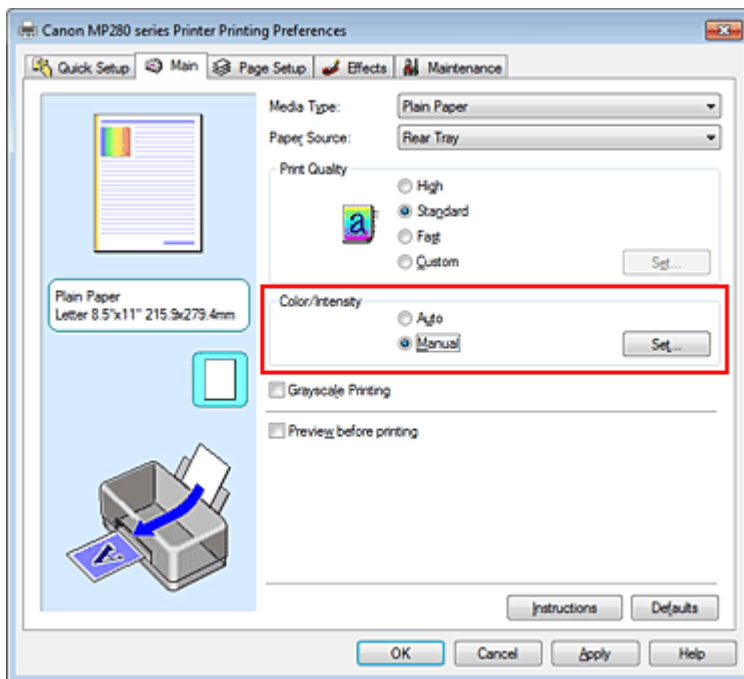 Canon MP280 series Printer Printing Preferences
Quick Setup Main Page Setup Effects Maintenance
Media Type: Plain Paper
Paper Source: Rear Tray
Print Quality
High
a Standard
Fast
Custom Set...
Plain Paper
Letter 8.5"x11" 215.9x279.4mm
Color/Intensity
Auto
Manual Set...
Grayscale Printing
Preview before printing
A
Instructions Defaults
OK Cancel Apply Help